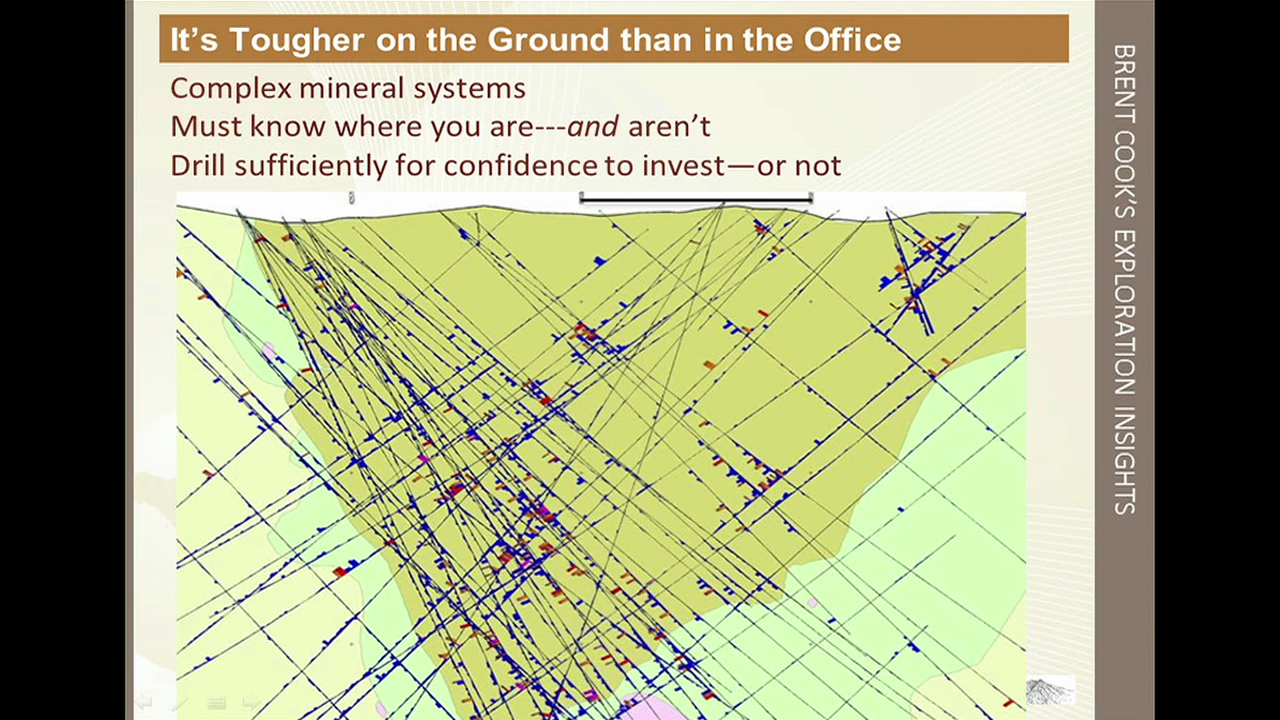 It's Tougher on the Ground than in the Office
Complex mineral systems
Must know where you are---and aren't
Drill sufficiently for confidence to invest—or not
BRENT COOK'S EXPLORATION INSIGHTS